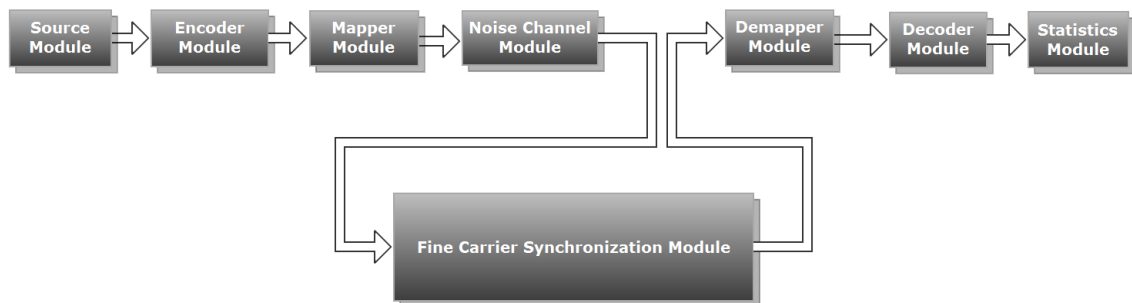 Source
Module
Encoder
Module
Mapper
Module
Noise Channel
Module
Demapper
Module
Decoder
Module
Statistics
Module
Fine Carrier Synchronization Module